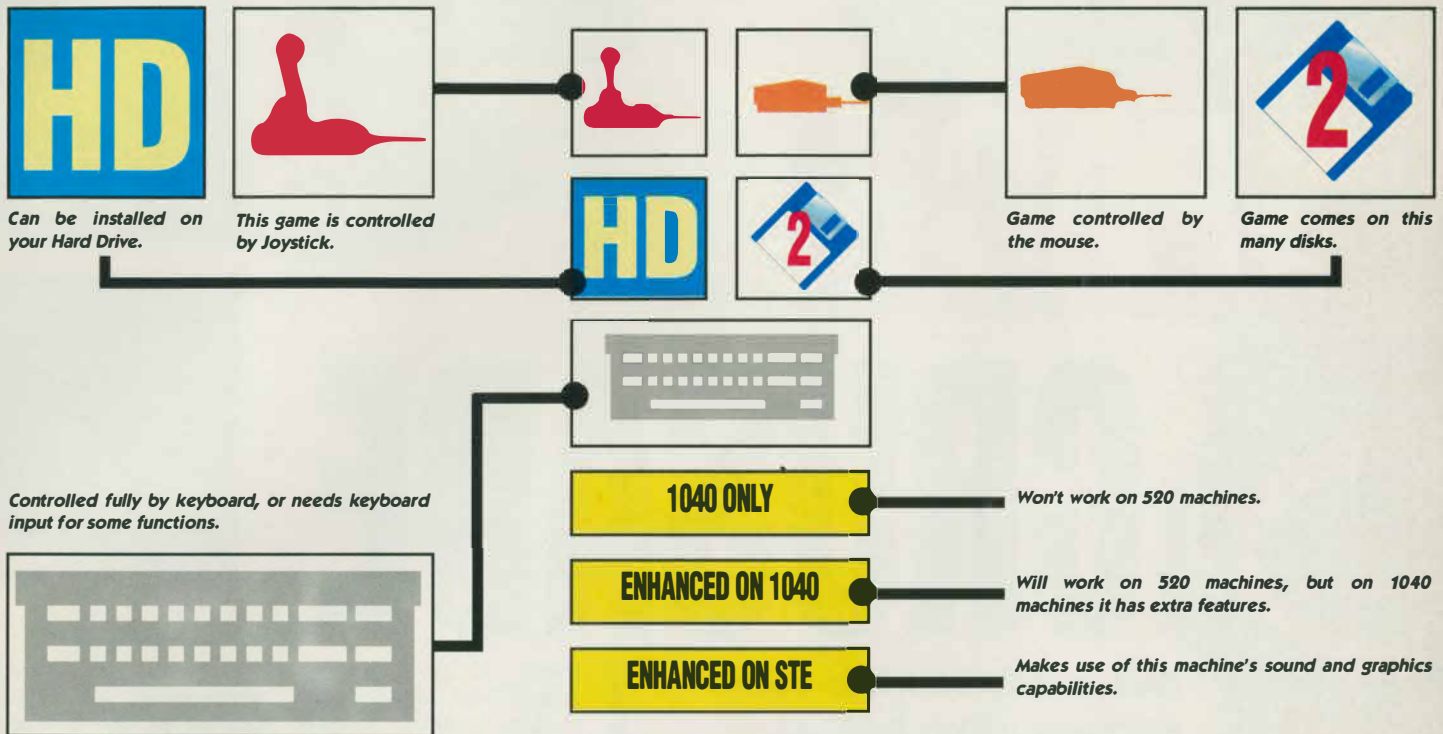 HD
2
Can be installed on
your Hard Drive.
This game is controlled
by Joystick.
Game controlled by
the mouse.
Game comes on this
many disks.
HD
2
Controlled fully by keyboard, or needs keyboard
input for some functions.
1040 ONLY
Won't work on 520 machines.
ENHANCED ON 1040
Will work on 520 machines, but on 1040
machines it has extra features.
ENHANCED ON STE
Makes use of this machine's sound and graphics
capabilities.